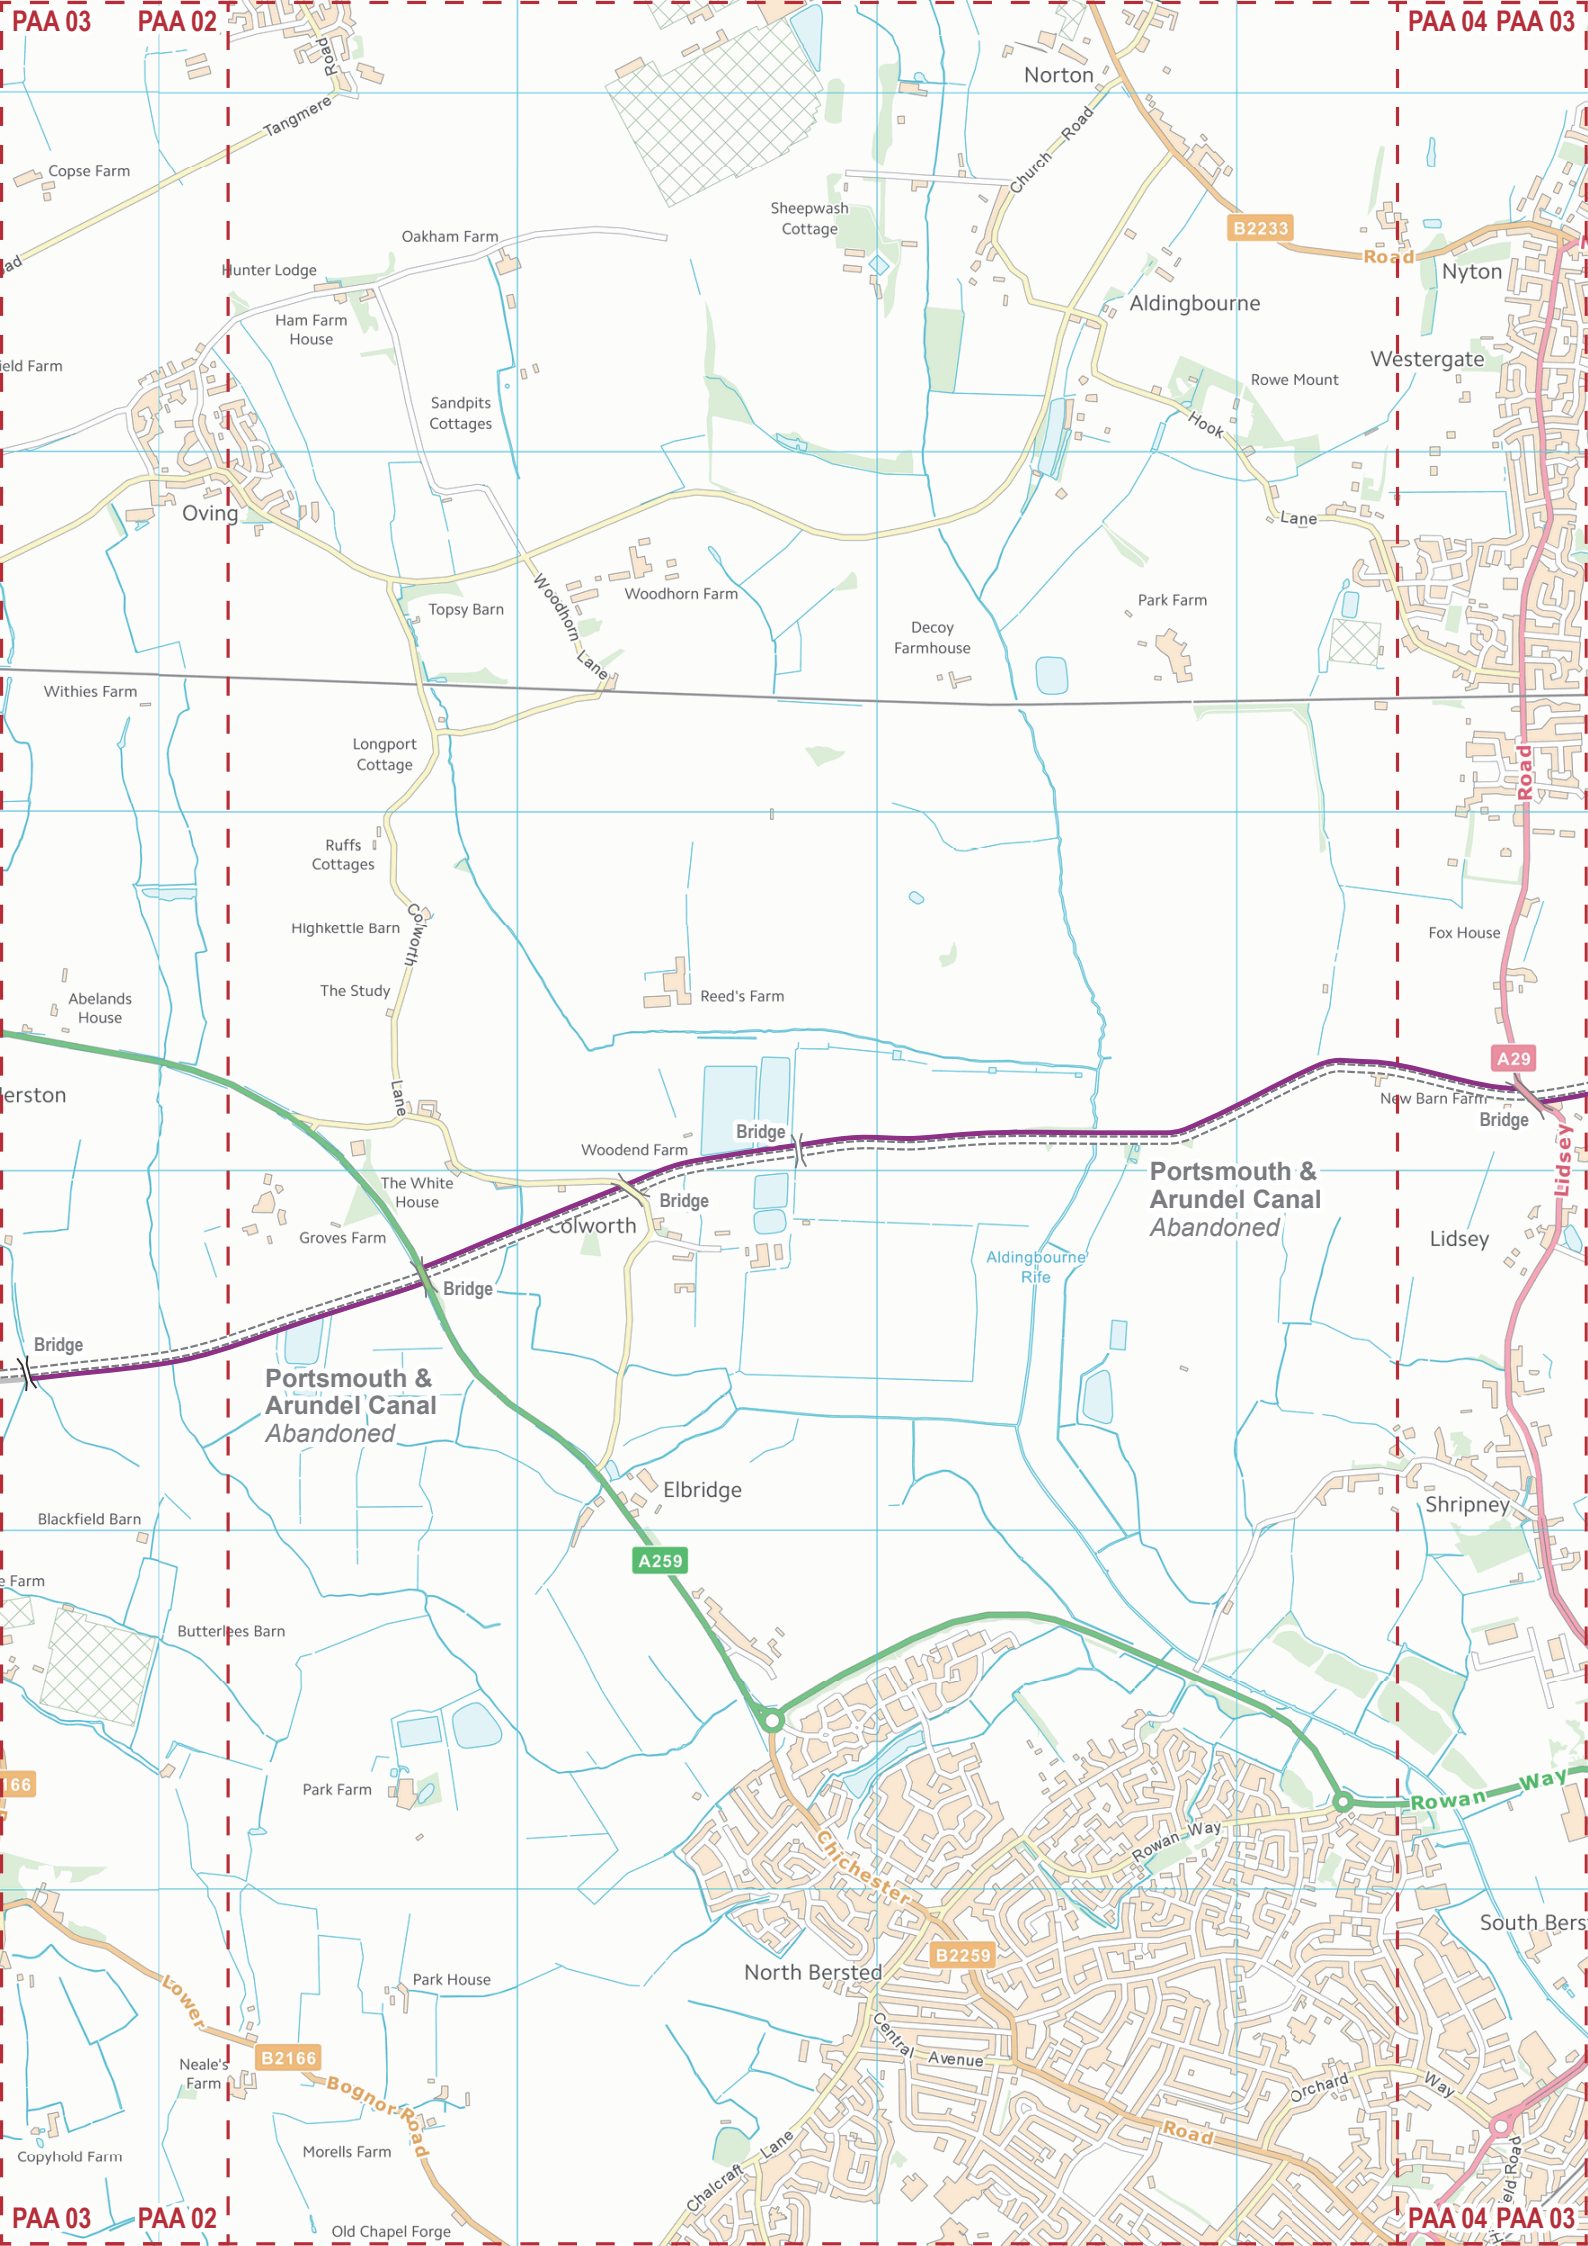 PAA 03
PAA 02
PAA 04
PAA 03
Norton
Road
Tangmere
Copse Farm
Church Road
Sheepwash
Cottage
B2233
Road
Nyton
Oakham Farm
Hunter Lodge
Ham Farm
House
Aldingbourne
Westergate
Rowe Mount
Sandpits
Cottages
Hook
Lane
Oving
Woodhorn Farm
Topsy Barn
Woodhorn
Lane
Park Farm
Decoy
Farmhouse
Withies Farm
Longport
Cottage
Road
Ruffs
Cottages
Highkettle Barn
Colworth
The Study
Fox House
Abelands
House
Reed's Farm
A29
Lane
New Barn Farm
Bridge
Bridge
Woodend Farm
Lidsey
Portsmouth &
Arundel Canal
Abandoned
The White
House
Bridge
Colworth
Groves Farm
Lidsey
Aldingbourne
Rife
Bridge
Bridge
Portsmouth &
Arundel Canal
Abandoned
Elbridge
Shripney
Blackfield Barn
A259
Butterlees Barn
Park Farm
Rowan Way
Rowan Way
Chichester
North Bersted
B2259
Park House
Lower
B2166
Neale's
Farm
Bognor Road
Central Avenue
Orchard Way
Road
Copyhold Farm
Morells Farm
Chalcraft Lane
Old Chapel Forge
PAA 03
PAA 02
PAA 04
PAA 03